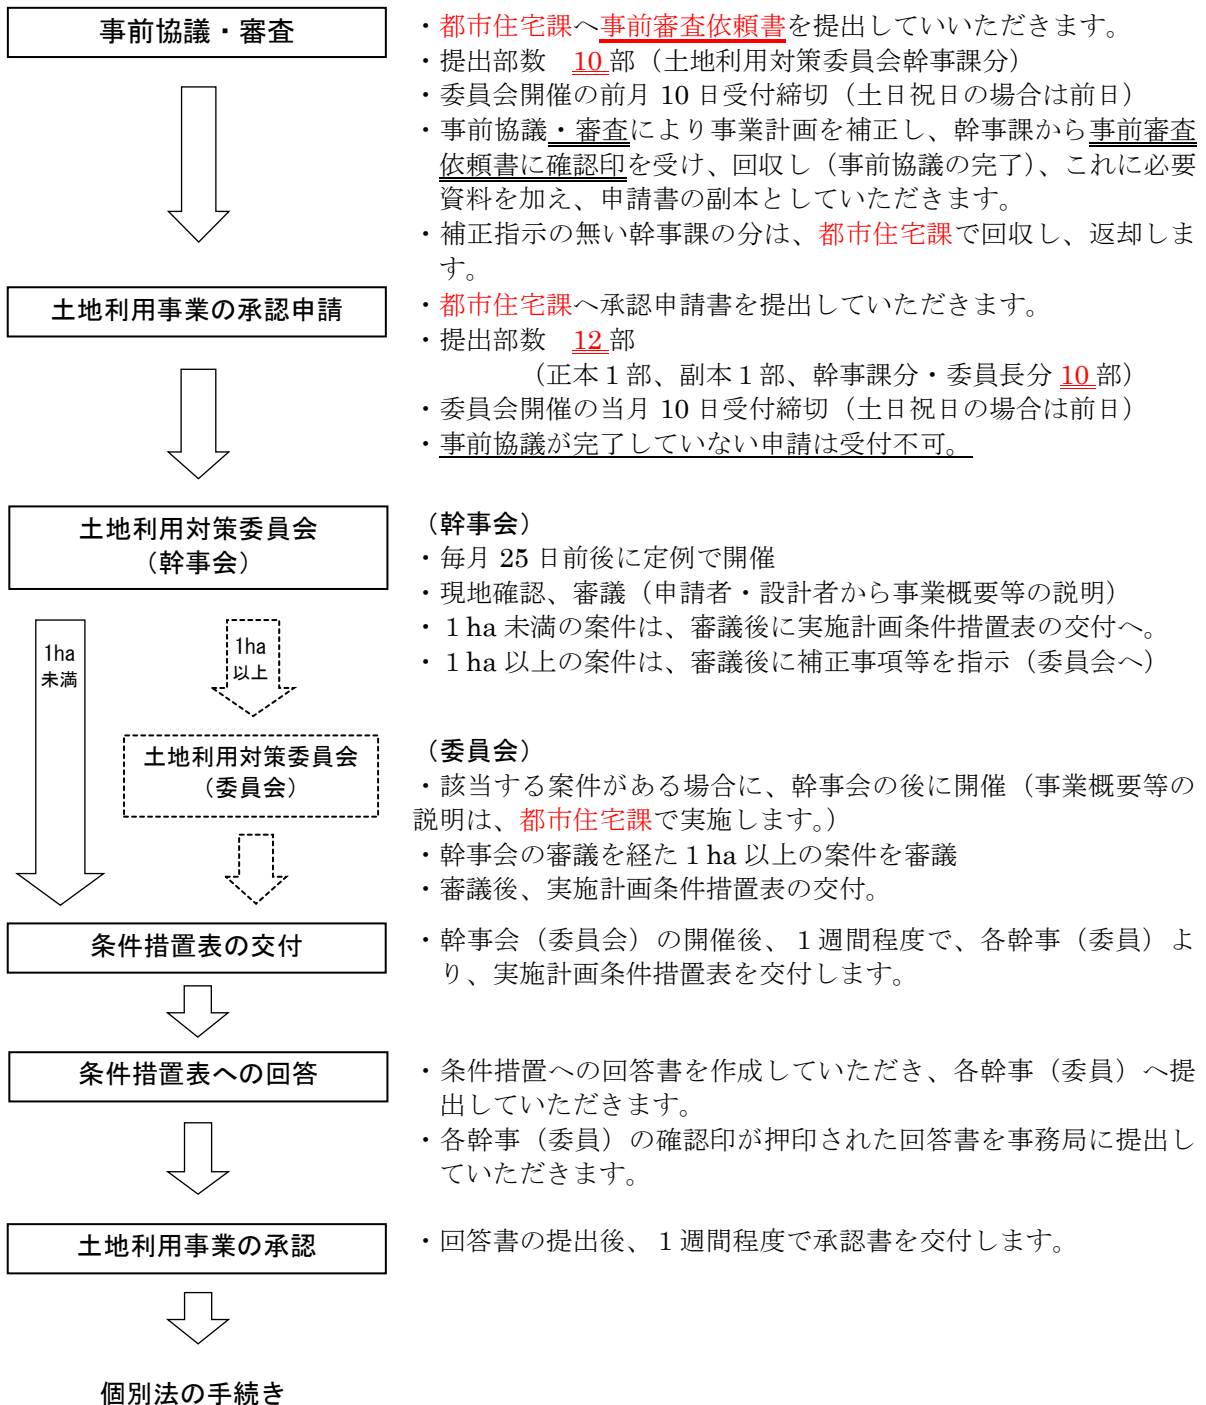 事前協議・審査
・都市住宅課へ事前審査依頼書を提出していいただきます。
・提出部数　10 部（土地利用対策委員会幹事課分）
・委員会開催の前月 10 日受付締切（土日祝日の場合は前日）
・事前協議・審査により事業計画を補正し、幹事課から事前審査
依頼書に確認印を受け、回収し（事前協議の完了）、これに必要
資料を加え、申請書の副本としていただきます。
・補正指示の無い幹事課の分は、都市住宅課で回収し、返却しま
す。
土地利用事業の承認申請
・都市住宅課へ承認申請書を提出していただきます。
・提出部数　12 部
（正本１部、副本１部、幹事課分・委員長分 10 部）
・委員会開催の当月 10 日受付締切（土日祝日の場合は前日）
・事前協議が完了していない申請は受付不可。
土地利用対策委員会
（幹事会）
（幹事会）
・毎月 25 日前後に定例で開催
・現地確認、審議（申請者・設計者から事業概要等の説明）
・１ha 未満の案件は、審議後に実施計画条件措置表の交付へ。
・１ha 以上の案件は、審議後に補正事項等を指示（委員会へ）
1ha
未満
1ha
以上
土地利用対策委員会
（委員会）
（委員会）
・該当する案件がある場合に、幹事会の後に開催（事業概要等の
説明は、都市住宅課で実施します。）
・幹事会の審議を経た１ha 以上の案件を審議
・審議後、実施計画条件措置表の交付。
条件措置表の交付
・幹事会（委員会）の開催後、１週間程度で、各幹事（委員）よ
り、実施計画条件措置表を交付します。
条件措置表への回答
・条件措置への回答書を作成していただき、各幹事（委員）へ提
出していただきます。
・各幹事（委員）の確認印が押印された回答書を事務局に提出し
ていただきます。
土地利用事業の承認
・回答書の提出後、１週間程度で承認書を交付します。
個別法の手続き